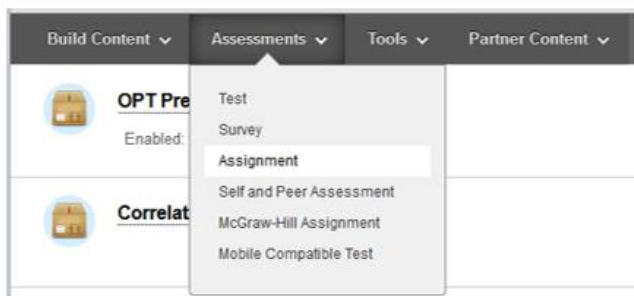 Build Content Assessments Tools Partner Content
OPT Pre
Enabled:
Test
Survey
Assignment
Self and Peer Assessment
McGraw-Hill Assignment
Mobile Compatible Test
Correlat